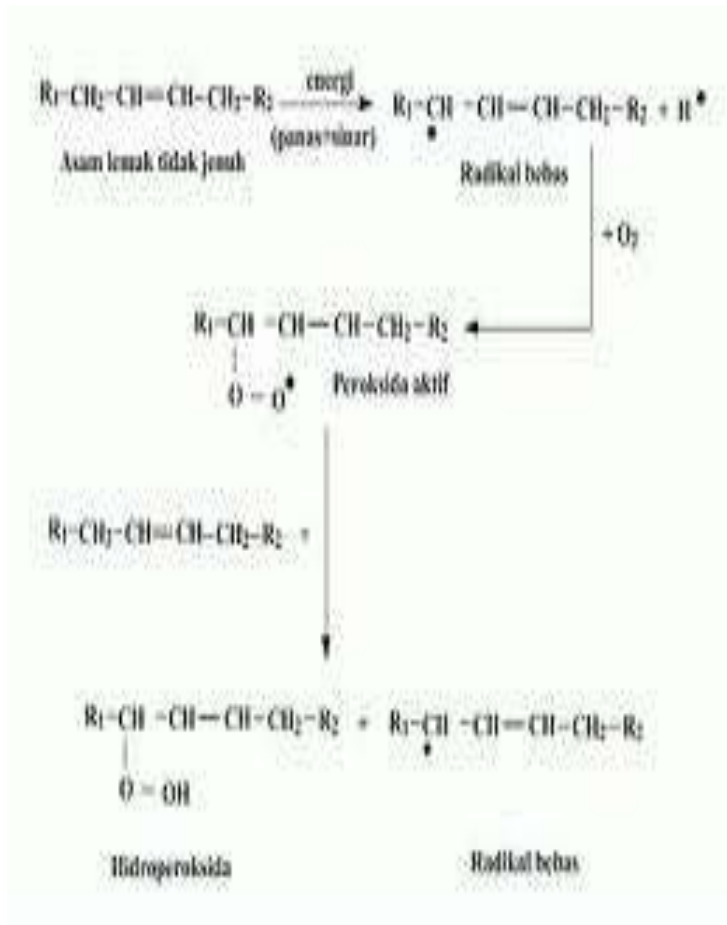 R₁-CH₂-CH=CH-CH₂-R₂
energi
(panas+sinar)
R₁-CH -CH=CH-CH₂-R₂ + H•
•
Asam lemak tidak jenuh
Radikal bebas
+O₂
R₁-CH -CH=CH-CH₂-R₂
|
O - O•
Peroksida aktif
R₁-CH₂-CH=CH-CH₂-R₂ +
R₁-CH -CH=CH-CH₂-R₂ + R₁-CH -CH=CH-CH₂-R₂
| •
O - OH
Hidroperoksida
Radikal bebas